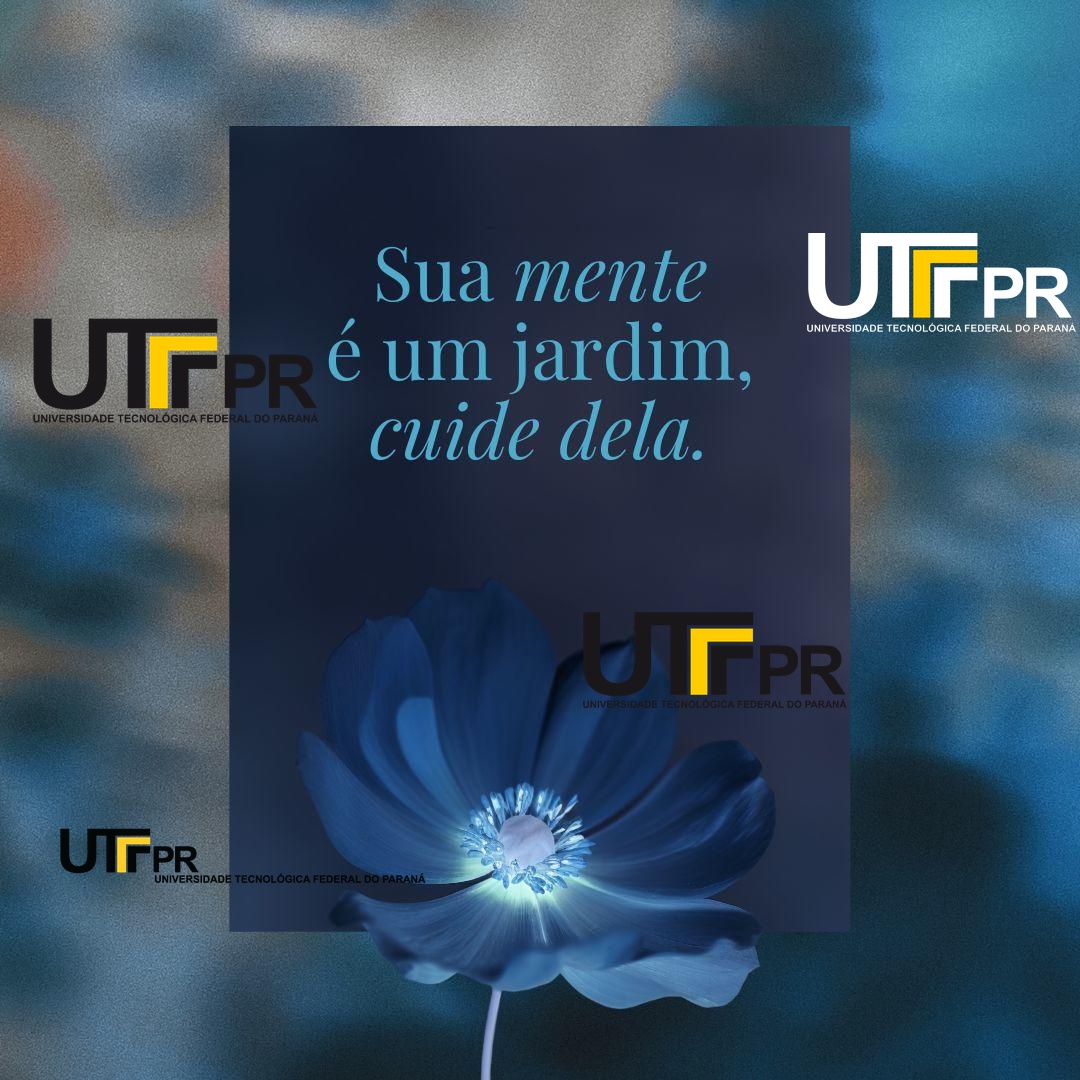 Sua mente
é um jardim,
cuide dela.
UTFPR
UNIVERSIDADE TECNOLÓGICA FEDERAL DO PARANÁ
UTFPR
UNIVERSIDADE TECNOLÓGICA FEDERAL DO PARANÁ
UTFPR
UNIVERSIDADE TECNOLÓGICA FEDERAL DO PARANÁ
UTFPR
UNIVERSIDADE TECNOLÓGICA FEDERAL DO PARANÁ